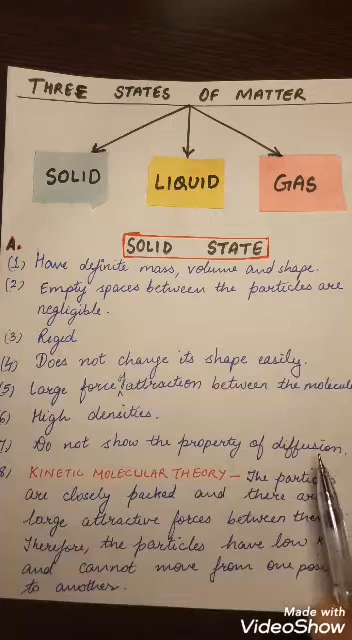 THREE STATES OF MATTER
SOLID
LIQUID
GAS
A.
SOLID STATE
(1) Have definite mass, volume and shape.
(2) Empty spaces between the particles are
negligible.
(3) Rigid
(4) Does not change its shape easily.
(5) Large force of attraction between the molecule
6) High densities.
7) Do not show the property of diffusion.
8) KINETIC MOLECULAR THEORY - The
are closely packed and there
large attractive forces between
Therefore, the particles have low
and cannot move from one
to another.
Made with
VideoShow